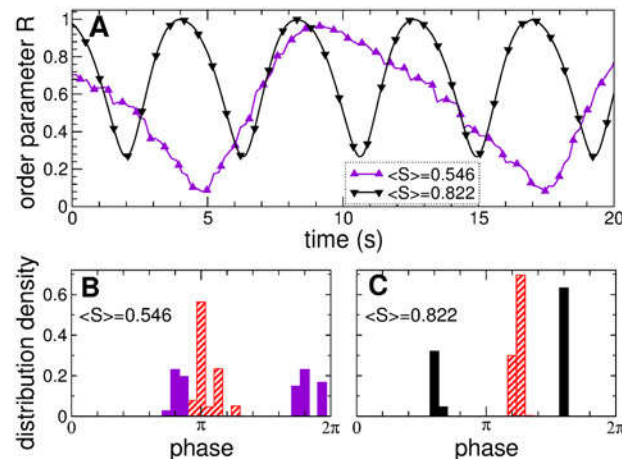 A
order parameter R
1
0.8
0.6
0.4
0.2
0
<S>=0.546
<S>=0.822
0 5 10 15 20
time (s)
B C
distribution density
0.6
0.4
0.2
0
<S>=0.546 <S>=0.822
0 π 2π 0 π 2π
phase phase